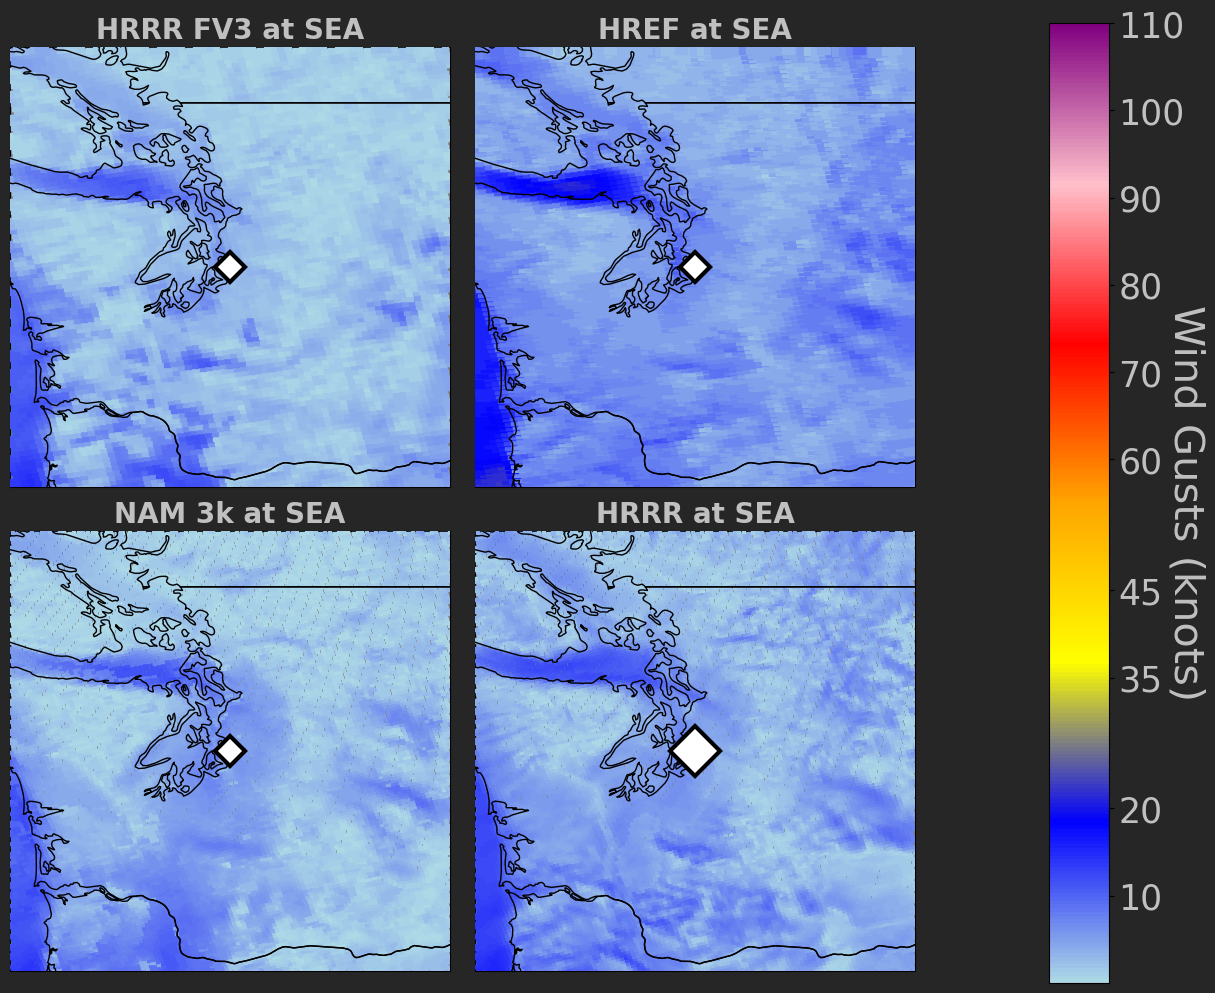 HRRR FV3 at SEA
HREF at SEA
NAM 3k at SEA
HRRR at SEA
110
100
90
80
70
60
45
35
20
10
Wind Gusts (knots)